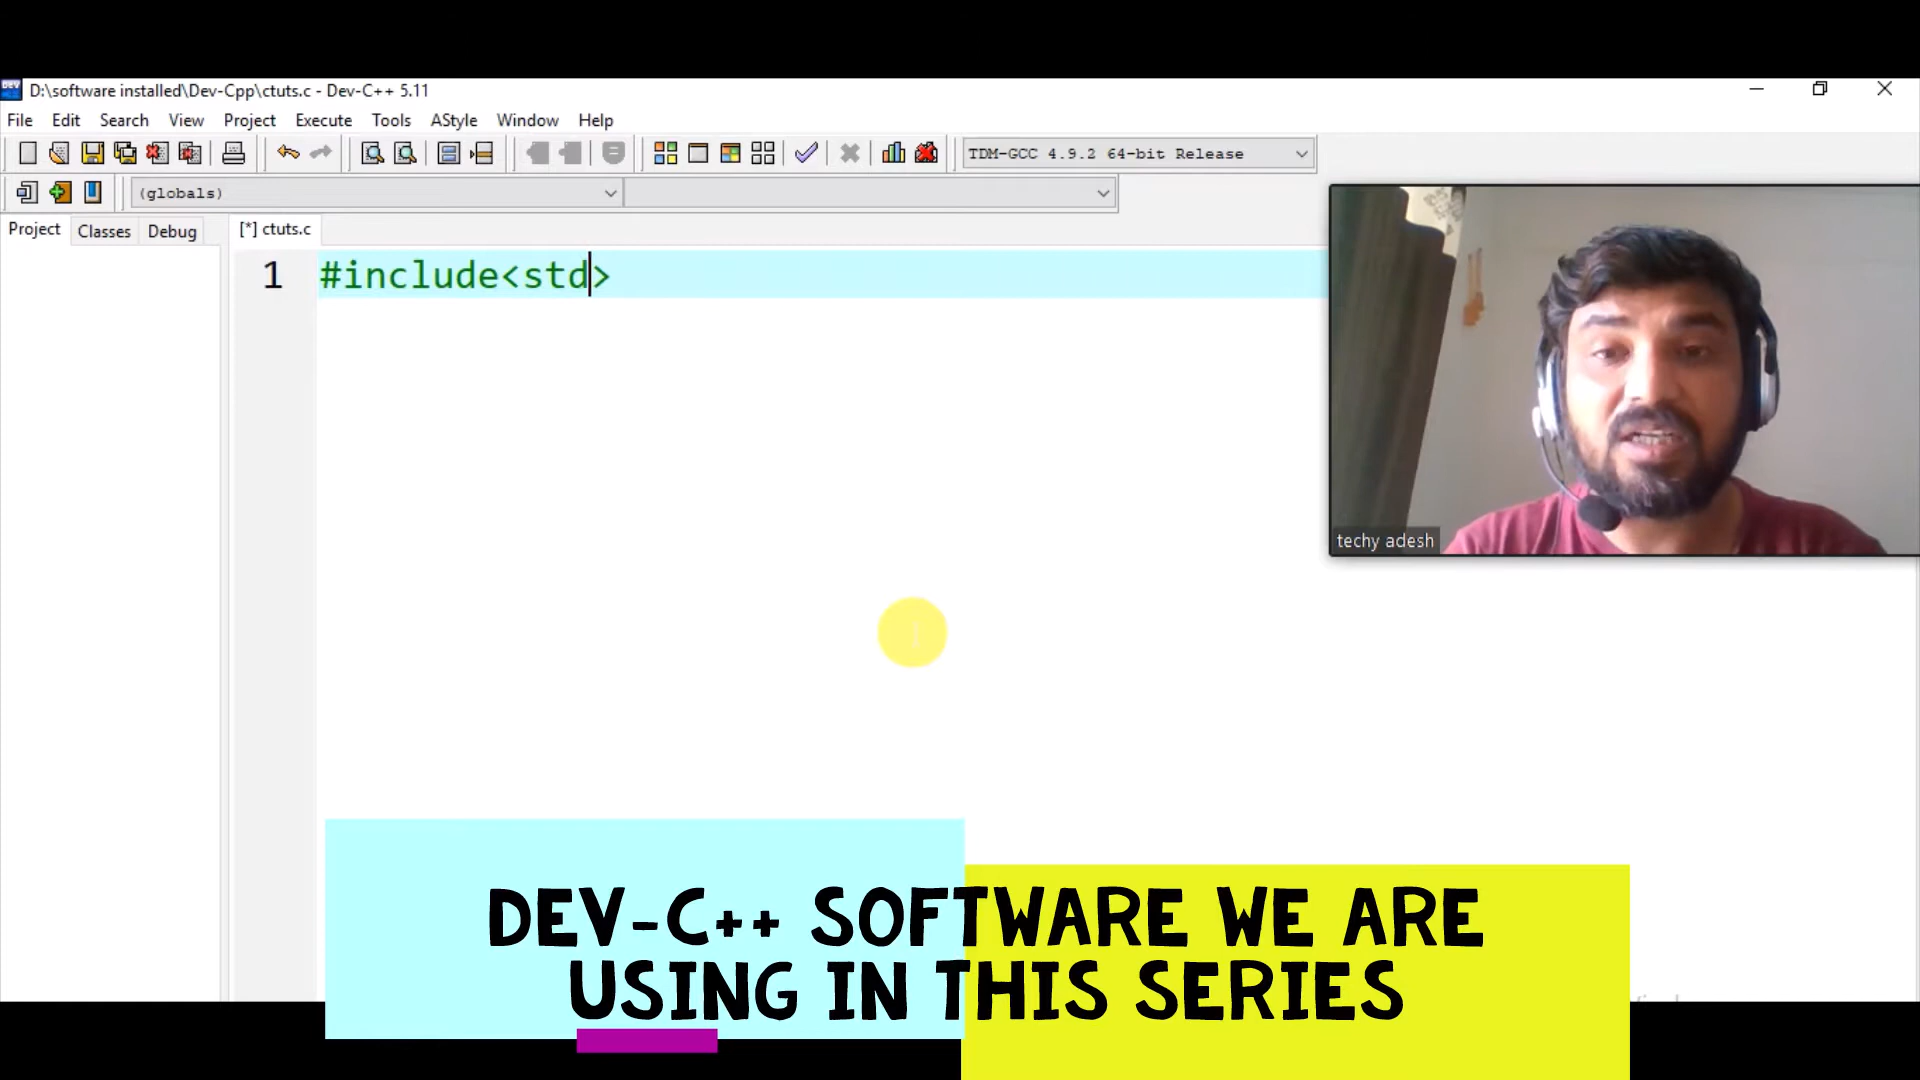 D:\software installed\Dev-Cpp\ctuts.c - Dev-C++ 5.11
File Edit Search View Project Execute Tools AStyle Window Help
TDM-GCC 4.9.2 64-bit Release
(globals)
Project Classes Debug
[*] ctuts.c
1 #include<std>
techy adesh
DEV-C++ SOFTWARE WE ARE
USING IN THIS SERIES